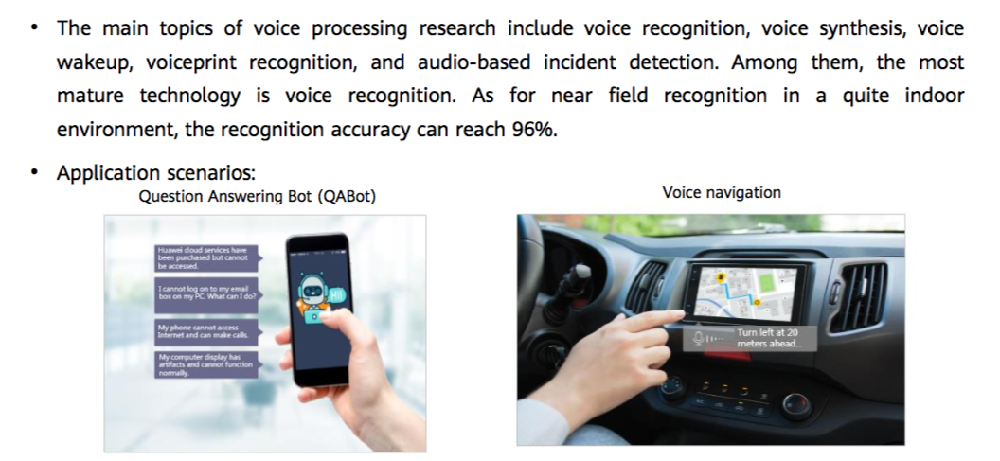 • The main topics of voice processing research include voice recognition, voice synthesis, voice
wakeup, voiceprint recognition, and audio-based incident detection. Among them, the most
mature technology is voice recognition. As for near field recognition in a quite indoor
environment, the recognition accuracy can reach 96%.
• Application scenarios:
Question Answering Bot (QABot)
Voice navigation
Huawei cloud services have
been purchased but cannot
be accessed.
I cannot log on to my email
box on my PC. What can I do?
My phone cannot access
Internet and can make calls.
My computer display has
artifacts and cannot function
normally.
Hi!
Turn left at 20
meters ahead...